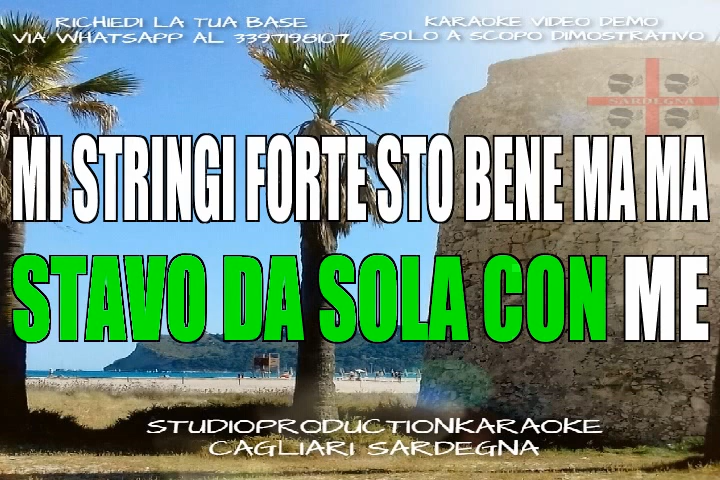 RICHIEDI LA TUA BASE
VIA WHATSAPP AL 3397198107
KARAOKE VIDEO DEMO
SOLO A SCOPO DIMOSTRATIVO
SARDEGNA
MI STRINGI FORTE STO BENE MA MA
STAVO DA SOLA CON ME
STUDIOPRODUCTIONKARAOKE
CAGLIARI SARDEGNA